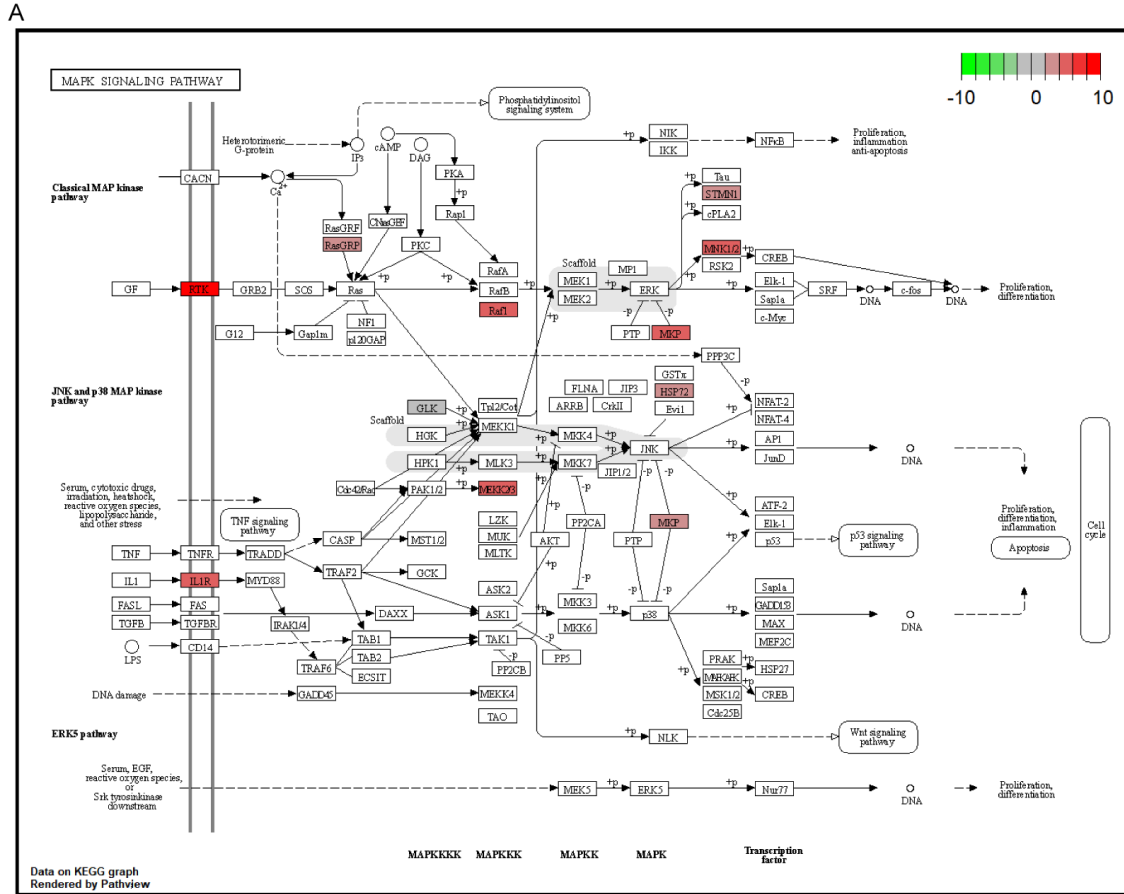 A
MAPK SIGNALING PATHWAY
-10 0 10
Phosphatidylinositol
signaling system
Heterotorimeric
G-protein
IP3
cAMP
DAG
PKA
+p
Rap1
NIK
IKK
+p
NFκB
Proliferation,
inflammation
anti-apoptosis
CACN
Ca2+
Classical MAP kinase
pathway
RasGRF
RasGRP
CNrasGEF
PKC
Tau
STMN1
cPLA2
+p
MNK1/2
RSK2
+p
CREB
Scaffold
MEK1
MEK2
MP1
ERK
RafA
RafB
Raf1
GF
RTK
GRB2
SOS
Ras
+p
+p
+p
+p
+p
+p
Elk-1
Sap1a
c-Myc
SRF
DNA
c-fos
DNA
Proliferation,
differentiation
G12
Gap1m
NF1
p120GAP
PTP
MKP
-p
-p
PPP3C
-p
JNK and p38 MAP kinase
pathway
GSTπ
HSP72
Evi1
FLNA
JIP3
ARRB
CrkII
NFAT-2
NFAT-4
Scaffold
GLK
HGK
HPK1
+p
+p
+p
Tpl2/Cot
MEKK1
MLK3
+p
+p
+p
MKK4
MKK7
JIP1/2
+p
+p
JNK
+p
AP1
JunD
DNA
Cdc42/Rac
PAK1/2
+p
MEKK2/3
LZK
MUK
MLTK
Serum, cytotoxic drugs,
irradiation, heatshock,
reactive oxygen species,
lipopolysaccharide,
and other stress
TNF signaling
pathway
-p
-p
-p
PP2CA
AKT
PTP
MKP
ATF-2
Elk-1
p53
p53 signaling
pathway
Proliferation,
differentiation,
inflammation
Apoptosis
Cell
cycle
TNF
TNFR
TRADD
CASP
MST1/2
TRAF2
GCK
IL1
IL1R
MYD88
FASL
FAS
DAXX
ASK2
ASK1
+p
MKK3
MKK6
+p
-p
-p
p38
+p
Sap1a
GADD153
MAX
MEF2C
DNA
TGFB
TGFBR
IRAK1/4
LPS
CD14
TAB1
TAB2
ECSIT
TRAF6
TAK1
-p
-p
PP2CB
PP5
PRAK
MAPKAPK
MSK1/2
Cdc25B
+p
+p
+p
HSP27
CREB
DNA damage
GADD45
MEKK4
TAO
ERK5 pathway
+p
NLK
Wnt signaling
pathway
Serum, EGF,
reactive oxygen species,
or
Srk tyrosinkinase
downstream
MEK5
+p
ERK5
+p
Nur77
DNA
Proliferation,
differentiation
MAPKKKK
MAPKKK
MAPKK
MAPK
Transcription
factor
Data on KEGG graph
Rendered by Pathview